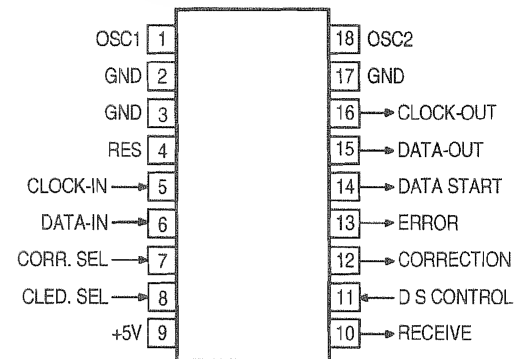 OSC1 1 18 OSC2
GND 2 17 GND
GND 3 16 CLOCK-OUT
RES 4 15 DATA-OUT
CLOCK-IN 5 14 DATA START
DATA-IN 6 13 ERROR
CORR. SEL 7 12 CORRECTION
CLED. SEL 8 11 D S CONTROL
+5V 9 10 RECEIVE